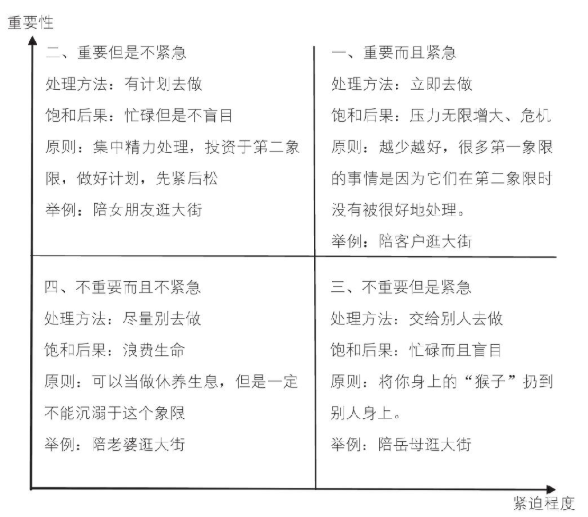 重要性
二、重要但是不紧急
处理方法：有计划去做
饱和后果：忙碌但是不盲目
原则：集中精力处理，投资于第二象
限，做好计划，先紧后松
举例：陪女朋友逛大街
一、重要而且紧急
处理方法：立即去做
饱和后果：压力无限增大、危机
原则：越少越好，很多第一象限
的事情是因为它们在第二象限时
没有被很好地处理。
举例：陪客户逛大街
四、不重要而且不紧急
处理方法：尽量别去做
饱和后果：浪费生命
原则：可以当做休养生息，但是一定
不能沉溺于这个象限
举例：陪老婆逛大街
三、不重要但是紧急
处理方法：交给别人去做
饱和后果：忙碌而且盲目
原则：将你身上的“猴子”扔到
别人身上。
举例：陪岳母逛大街
紧迫程度